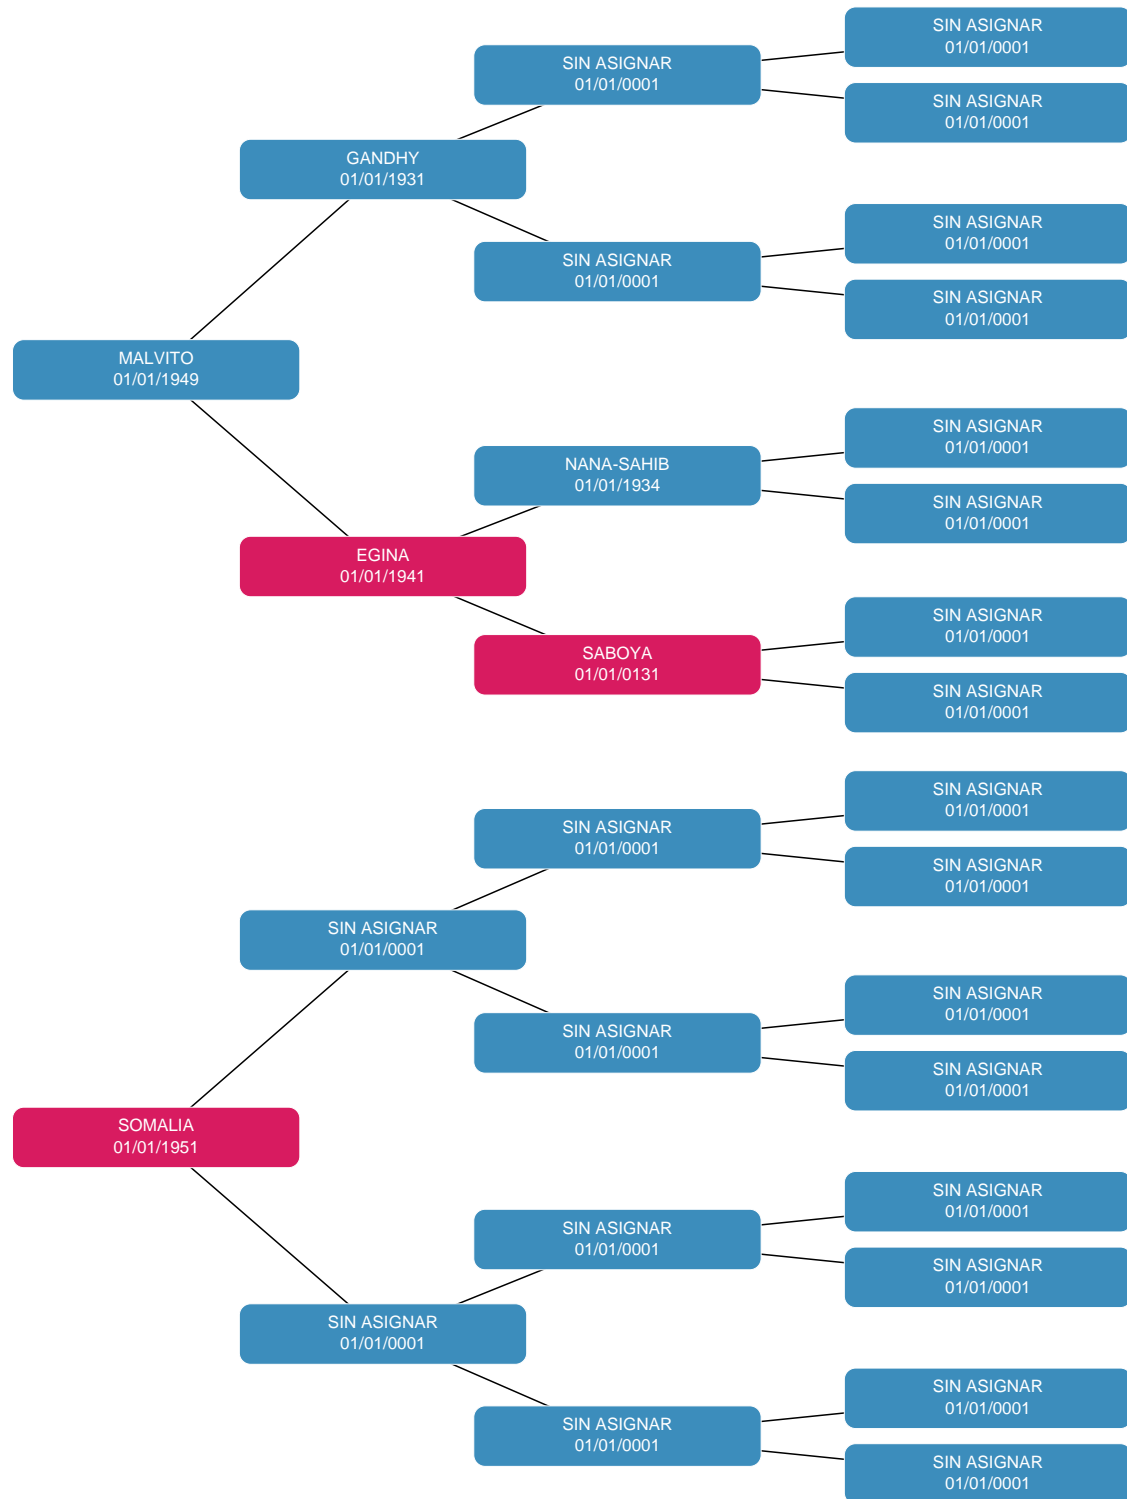 SIN ASIGNAR
01/01/0001
SIN ASIGNAR
01/01/0001
SIN ASIGNAR
01/01/0001
GANDHY
01/01/1931
SIN ASIGNAR
01/01/0001
SIN ASIGNAR
01/01/0001
SIN ASIGNAR
01/01/0001
MALVITO
01/01/1949
SIN ASIGNAR
01/01/0001
NANA-SAHIB
01/01/1934
SIN ASIGNAR
01/01/0001
EGINA
01/01/1941
SIN ASIGNAR
01/01/0001
SABOYA
01/01/0131
SIN ASIGNAR
01/01/0001
SIN ASIGNAR
01/01/0001
SIN ASIGNAR
01/01/0001
SIN ASIGNAR
01/01/0001
SIN ASIGNAR
01/01/0001
SIN ASIGNAR
01/01/0001
SIN ASIGNAR
01/01/0001
SIN ASIGNAR
01/01/0001
SOMALIA
01/01/1951
SIN ASIGNAR
01/01/0001
SIN ASIGNAR
01/01/0001
SIN ASIGNAR
01/01/0001
SIN ASIGNAR
01/01/0001
SIN ASIGNAR
01/01/0001
SIN ASIGNAR
01/01/0001
SIN ASIGNAR
01/01/0001